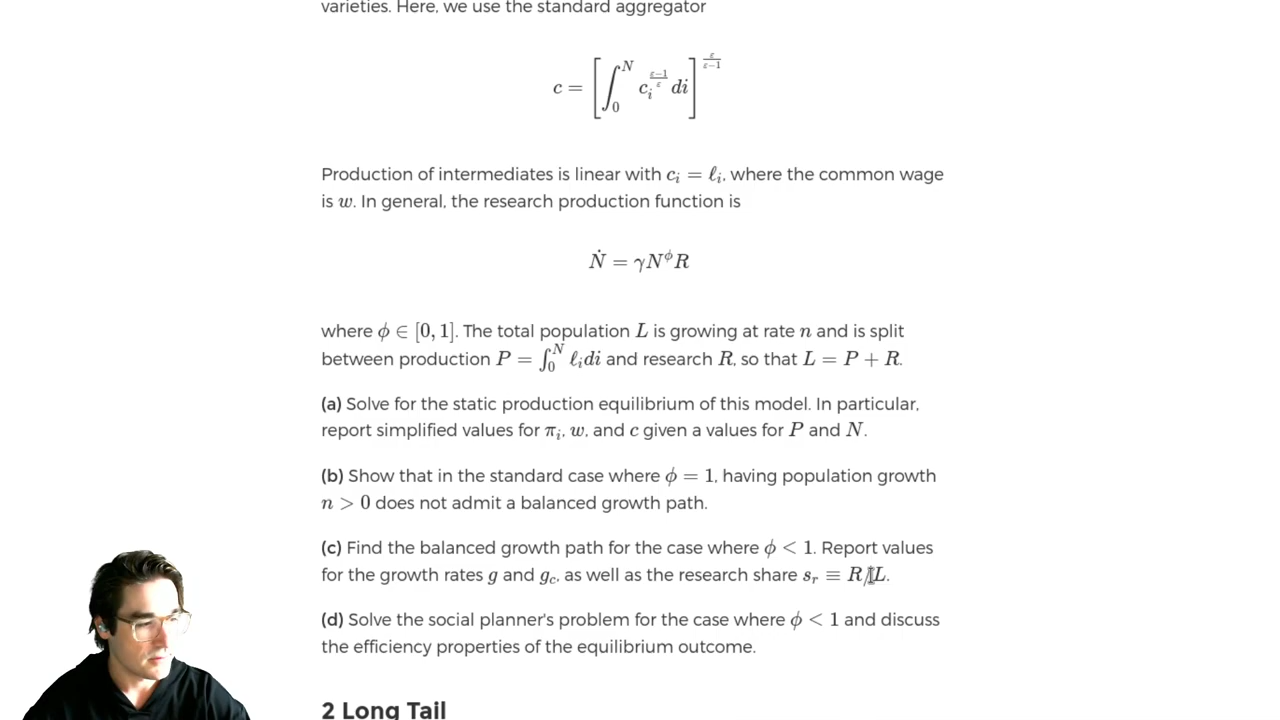 varieties. Here, we use the standard aggregator
c = [∫₀ᴺ c_i^{(ε−1)/ε} di]^{ε/(ε−1)}
Production of intermediates is linear with c_i = ℓ_i, where the common wage
is w. In general, the research production function is
Ṅ = γN^ϕR
where ϕ ∈ [0, 1]. The total population L is growing at rate n and is split
between production P = ∫₀ᴺ ℓ_i di and research R, so that L = P + R.
(a) Solve for the static production equilibrium of this model. In particular,
report simplified values for π_i, w, and c given a values for P and N.
(b) Show that in the standard case where ϕ = 1, having population growth
n > 0 does not admit a balanced growth path.
(c) Find the balanced growth path for the case where ϕ < 1. Report values
for the growth rates g and g_c, as well as the research share s_r ≡ R/L.
(d) Solve the social planner's problem for the case where ϕ < 1 and discuss
the efficiency properties of the equilibrium outcome.
2 Long Tail